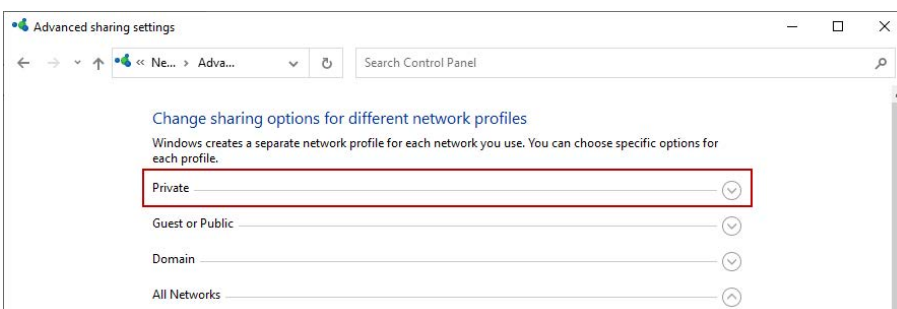 Advanced sharing settings
« Ne... › Adva...
Search Control Panel
Change sharing options for different network profiles
Windows creates a separate network profile for each network you use. You can choose specific options for
each profile.
Private
Guest or Public
Domain
All Networks